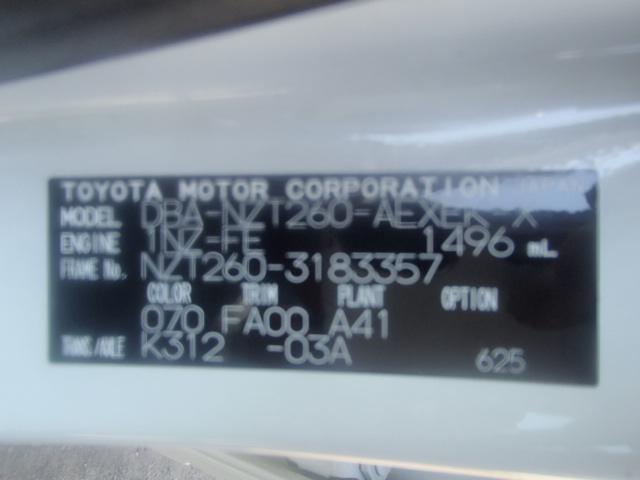 TOYOTA MOTOR CORPORATION JAPAN
MODEL DBA-NZT260-AEXEK X
ENGINE 1NZ-FE 1496 mL
FRAME No. NZT260-3183357
COLOR TRIM PLANT OPTION
070 FA00 A41
TRANS/AXLE K312 -03A 625